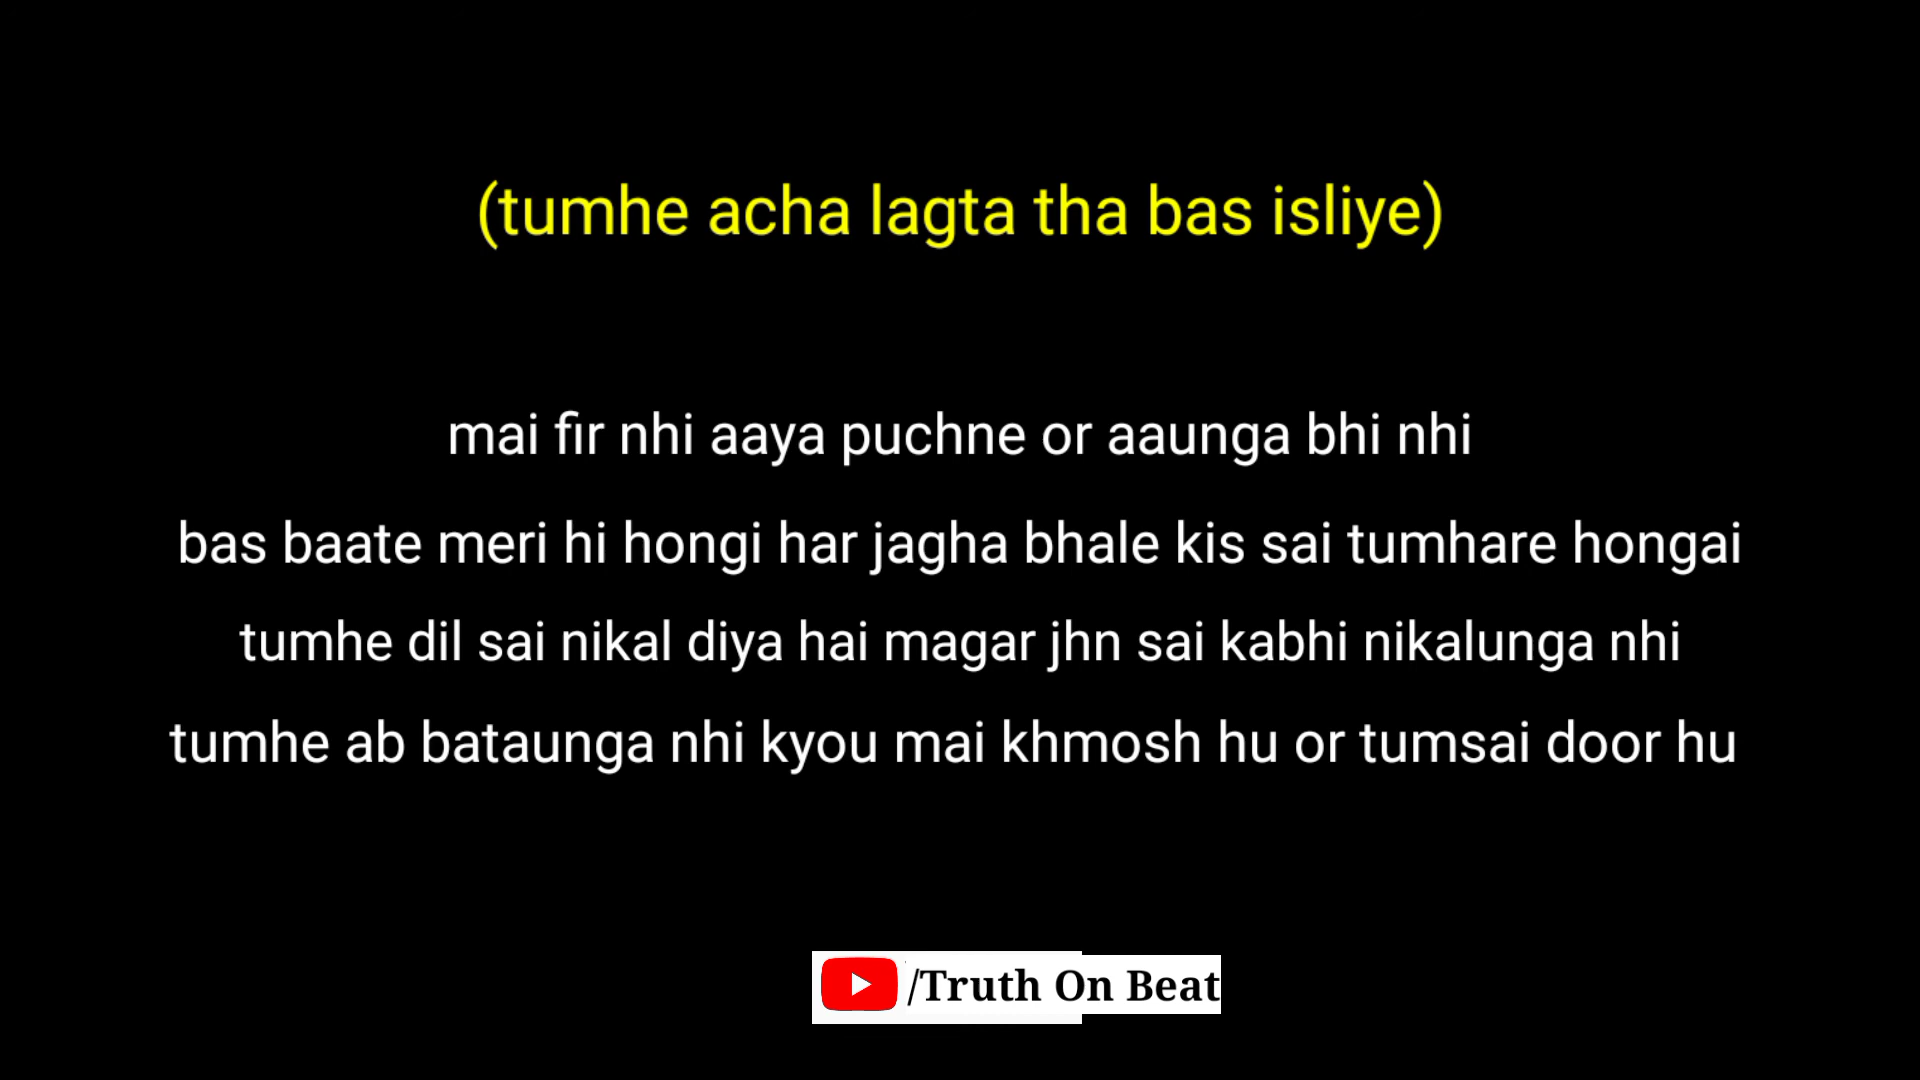 (tumhe acha lagta tha bas isliye)
mai fir nhi aaya puchne or aaunga bhi nhi
bas baate meri hi hongi har jagha bhale kis sai tumhare hongai
tumhe dil sai nikal diya hai magar jhn sai kabhi nikalunga nhi
tumhe ab bataunga nhi kyou mai khmosh hu or tumsai door hu
/Truth On Beat